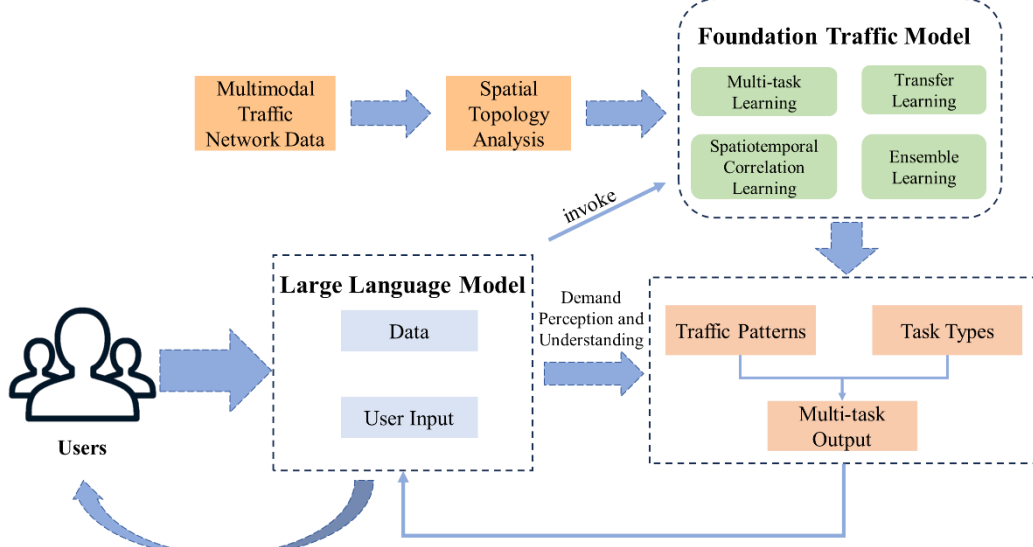 Foundation Traffic Model
Multi-task
Learning
Transfer
Learning
Spatiotemporal
Correlation
Learning
Ensemble
Learning
Multimodal
Traffic
Network Data
Spatial
Topology
Analysis
invoke
Large Language Model
Data
User Input
Demand
Perception and
Understanding
Traffic Patterns
Task Types
Multi-task
Output
Users